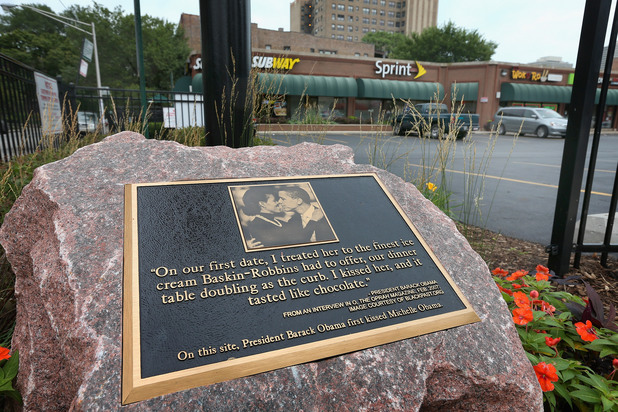 SUBWAY
Sprint
WOK N ROLL
"On our first date, I treated her to the finest ice
cream Baskin-Robbins had to offer, our dinner
table doubling as the curb. I kissed her, and it
tasted like chocolate."
PRESIDENT BARACK OBAMA
FROM AN INTERVIEW IN O, THE OPRAH MAGAZINE, FEB. 2007
IMAGE COURTESY OF BLACKPAST.ORG
On this site, President Barack Obama first kissed Michelle Obama.